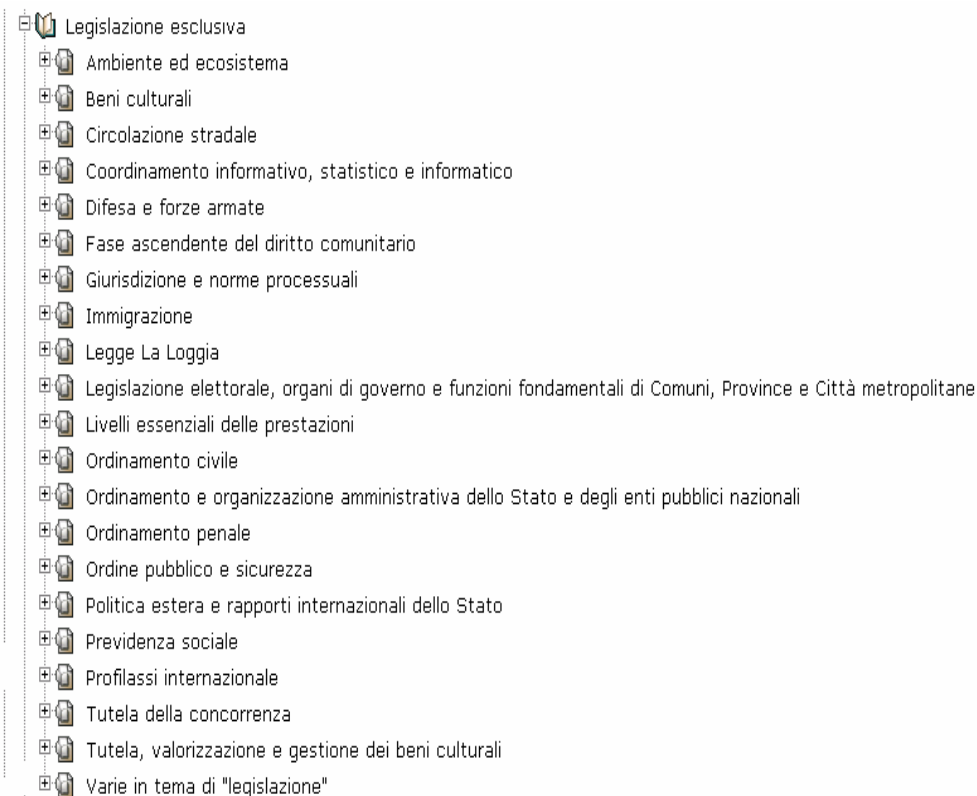 Legislazione esclusiva
Ambiente ed ecosistema
Beni culturali
Circolazione stradale
Coordinamento informativo, statistico e informatico
Difesa e forze armate
Fase ascendente del diritto comunitario
Giurisdizione e norme processuali
Immigrazione
Legge La Loggia
Legislazione elettorale, organi di governo e funzioni fondamentali di Comuni, Province e Città metropolitane
Livelli essenziali delle prestazioni
Ordinamento civile
Ordinamento e organizzazione amministrativa dello Stato e degli enti pubblici nazionali
Ordinamento penale
Ordine pubblico e sicurezza
Politica estera e rapporti internazionali dello Stato
Previdenza sociale
Profilassi internazionale
Tutela della concorrenza
Tutela, valorizzazione e gestione dei beni culturali
Varie in tema di "legislazione"